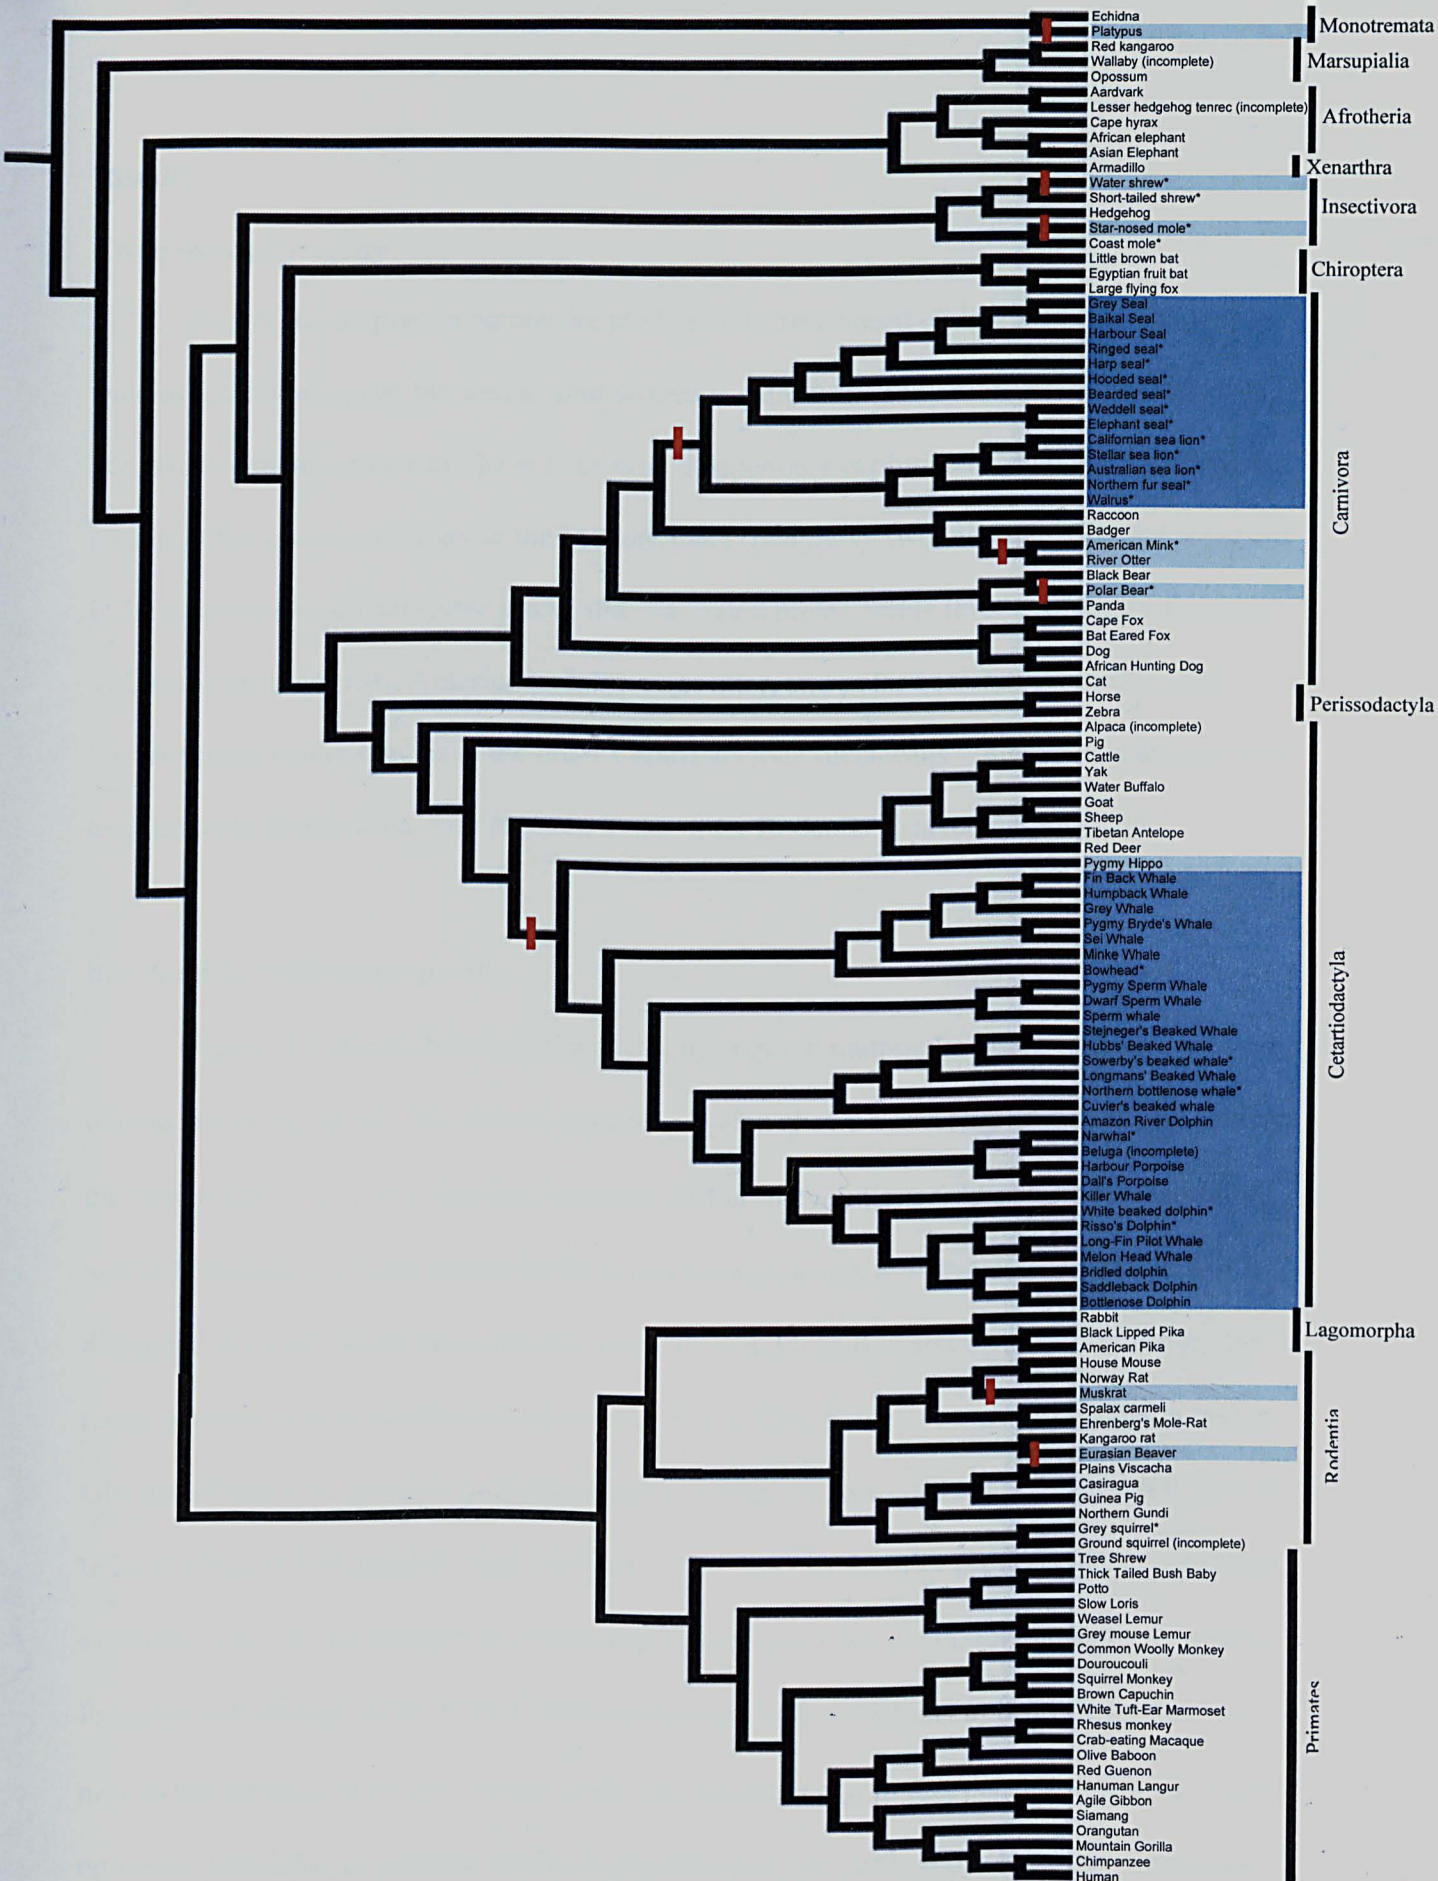 Echidna
Platypus
Monotremata
Red kangaroo
Wallaby (incomplete)
Opossum
Marsupialia
Aardvark
Lesser hedgehog tenrec (incomplete)
Cape hyrax
African elephant
Asian Elephant
Afrotheria
Armadillo
Xenarthra
Water shrew*
Short-tailed shrew*
Hedgehog
Star-nosed mole*
Coast mole*
Insectivora
Little brown bat
Egyptian fruit bat
Large flying fox
Chiroptera
Grey Seal
Baikal Seal
Harbour Seal
Ringed seal*
Harp seal*
Hooded seal*
Bearded seal*
Weddell seal*
Elephant seal*
Californian sea lion*
Stellar sea lion*
Australian sea lion*
Northern fur seal*
Walrus*
Raccoon
Badger
American Mink*
River Otter
Black Bear
Polar Bear*
Panda
Cape Fox
Bat Eared Fox
Dog
African Hunting Dog
Cat
Carnivora
Horse
Zebra
Perissodactyla
Alpaca (incomplete)
Pig
Cattle
Yak
Water Buffalo
Goat
Sheep
Tibetan Antelope
Red Deer
Pygmy Hippo
Fin Back Whale
Humpback Whale
Grey Whale
Pygmy Bryde's Whale
Sei Whale
Minke Whale
Bowhead*
Pygmy Sperm Whale
Dwarf Sperm Whale
Sperm whale
Stejneger's Beaked Whale
Hubbs' Beaked Whale
Sowerby's beaked whale*
Longmans' Beaked Whale
Northern bottlenose whale*
Cuvier's beaked whale
Amazon River Dolphin
Narwhal*
Beluga (incomplete)
Harbour Porpoise
Dall's Porpoise
Killer Whale
White beaked dolphin*
Risso's Dolphin*
Long-Fin Pilot Whale
Melon Head Whale
Bridled dolphin
Saddleback Dolphin
Bottlenose Dolphin
Cetartiodactyla
Rabbit
Black Lipped Pika
American Pika
Lagomorpha
House Mouse
Norway Rat
Muskrat
Spalax carmeli
Ehrenberg's Mole-Rat
Kangaroo rat
Eurasian Beaver
Plains Viscacha
Casiragua
Guinea Pig
Northern Gundi
Grey squirrel*
Ground squirrel (incomplete)
Rodentia
Tree Shrew
Thick Tailed Bush Baby
Potto
Slow Loris
Weasel Lemur
Grey mouse Lemur
Common Woolly Monkey
Douroucouli
Squirrel Monkey
Brown Capuchin
White Tuft-Ear Marmoset
Rhesus monkey
Crab-eating Macaque
Olive Baboon
Red Guenon
Hanuman Langur
Agile Gibbon
Siamang
Orangutan
Mountain Gorilla
Chimpanzee
Human
Primates